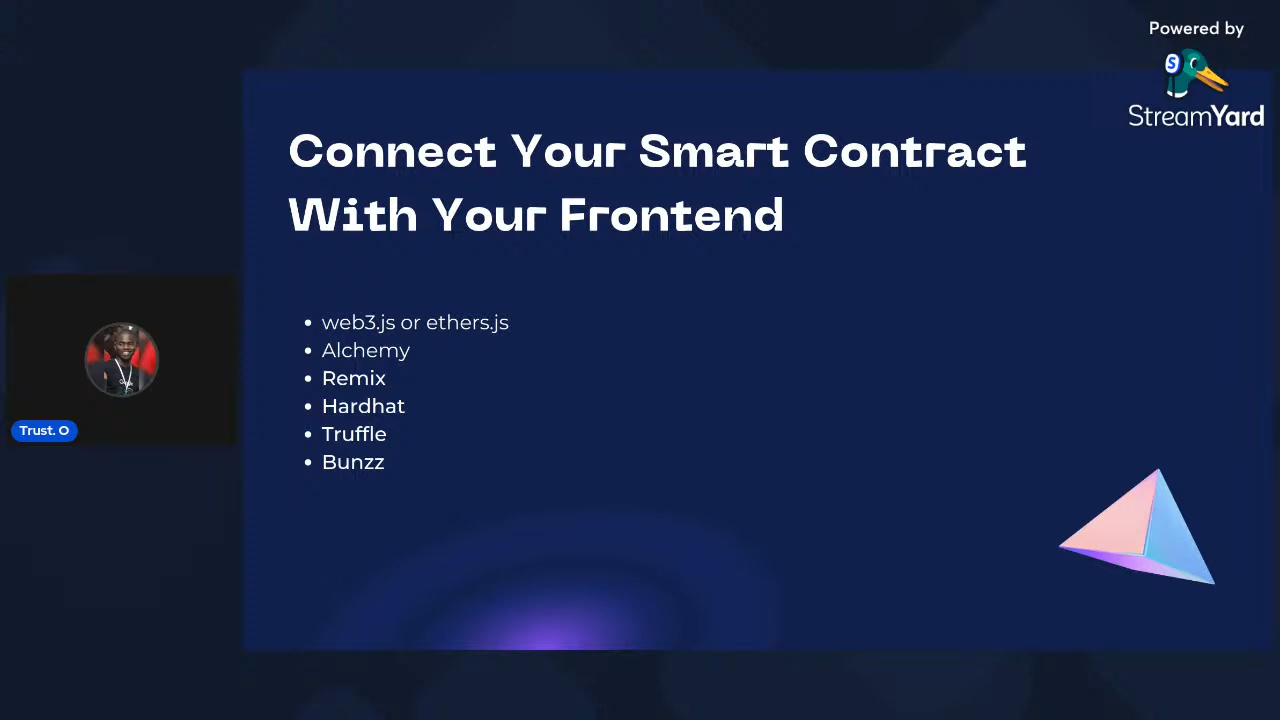 Powered by
StreamYard
Connect Your Smart Contract
With Your Frontend
• web3.js or ethers.js
• Alchemy
• Remix
• Hardhat
• Truffle
• Bunzz
Trust. O